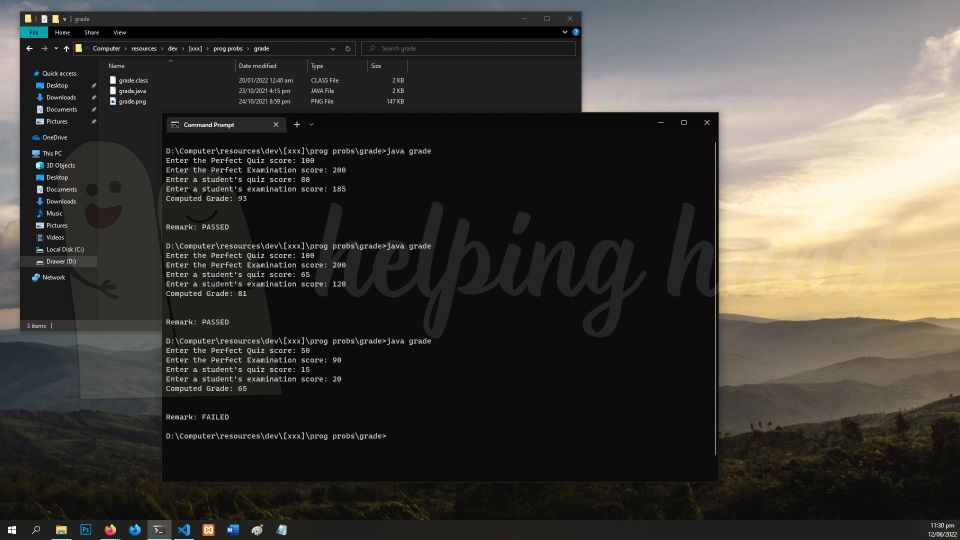 grade
File Home Share View
Computer resources dev [xxx] prog probs grade
Search grade
Name Date modified Type Size
grade.class 20/01/2022 12:40 am CLASS File 2 KB
grade.java 23/10/2021 4:15 pm JAVA File 2 KB
grade.png 24/10/2021 8:59 pm PNG File 147 KB
Quick access
Desktop
Downloads
Documents
Pictures
OneDrive
This PC
3D Objects
Desktop
Documents
Downloads
Music
Pictures
Videos
Local Disk (C:)
Drawer (D:)
Network
3 items
Command Prompt
D:\Computer\resources\dev\[xxx]\prog probs\grade>java grade
Enter the Perfect Quiz score: 100
Enter the Perfect Examination score: 200
Enter a student's quiz score: 80
Enter a student's examination score: 185
Computed Grade: 93
Remark: PASSED
D:\Computer\resources\dev\[xxx]\prog probs\grade>java grade
Enter the Perfect Quiz score: 100
Enter the Perfect Examination score: 200
Enter a student's quiz score: 65
Enter a student's examination score: 120
Computed Grade: 81
Remark: PASSED
D:\Computer\resources\dev\[xxx]\prog probs\grade>java grade
Enter the Perfect Quiz score: 50
Enter the Perfect Examination score: 90
Enter a student's quiz score: 15
Enter a student's examination score: 20
Computed Grade: 65
Remark: FAILED
D:\Computer\resources\dev\[xxx]\prog probs\grade>
helping
Ps
11:30 pm
12/06/2022